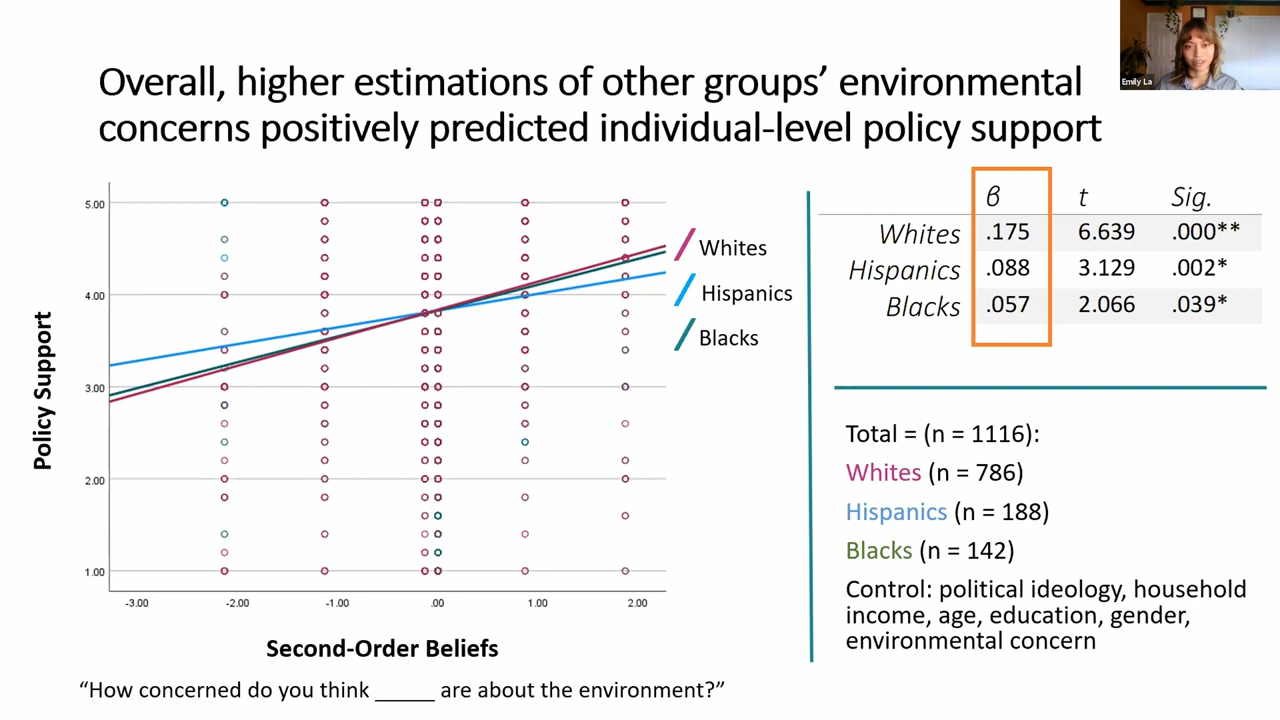 Emily La
Overall, higher estimations of other groups’ environmental
concerns positively predicted individual-level policy support
5.00
4.00
3.00
2.00
1.00
-3.00 -2.00 -1.00 .00 1.00 2.00
Policy Support
Second-Order Beliefs
Whites
Hispanics
Blacks
“How concerned do you think _____ are about the environment?”
β t Sig.
Whites .175 6.639 .000**
Hispanics .088 3.129 .002*
Blacks .057 2.066 .039*
Total = (n = 1116):
Whites (n = 786)
Hispanics (n = 188)
Blacks (n = 142)
Control: political ideology, household
income, age, education, gender,
environmental concern